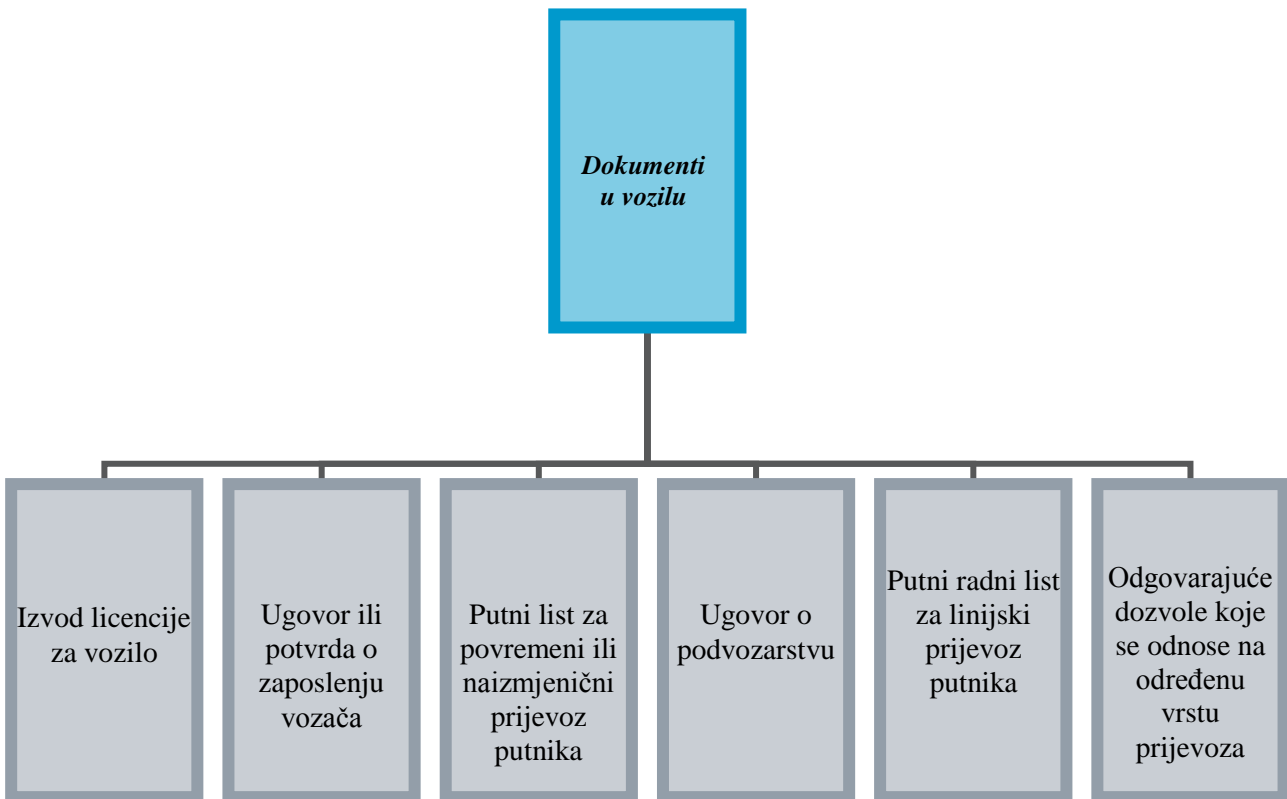 Dokumenti
u vozilu
Izvod licencije
za vozilo
Ugovor ili
potvrda o
zaposlenju
vozača
Putni list za
povremeni ili
naizmjenični
prijevoz
putnika
Ugovor o
podvozarstvu
Putni radni list
za linijski
prijevoz
putnika
Odgovarajuće
dozvole koje
se odnose na
određenu
vrstu
prijevoza